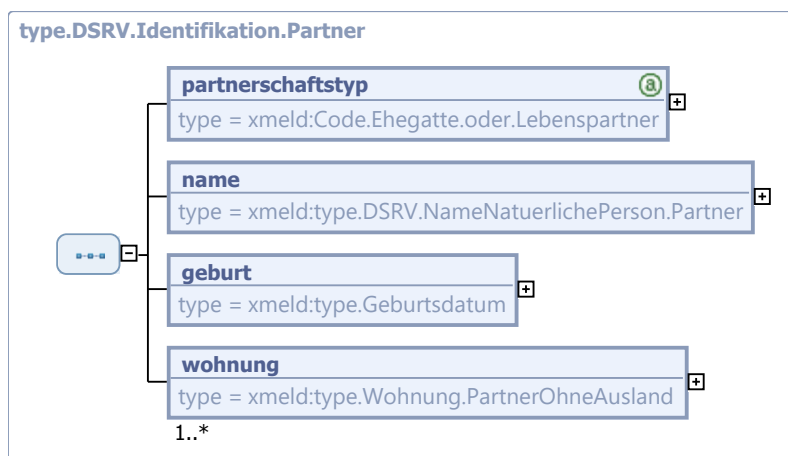 type.DSRV.Identifikation.Partner
partnerschaftstyp
type = xmeld:Code.Ehegatte.oder.Lebenspartner
name
type = xmeld:type.DSRV.NameNatuerlichePerson.Partner
geburt
type = xmeld:type.Geburtsdatum
wohnung
type = xmeld:type.Wohnung.PartnerOhneAusland
1..*